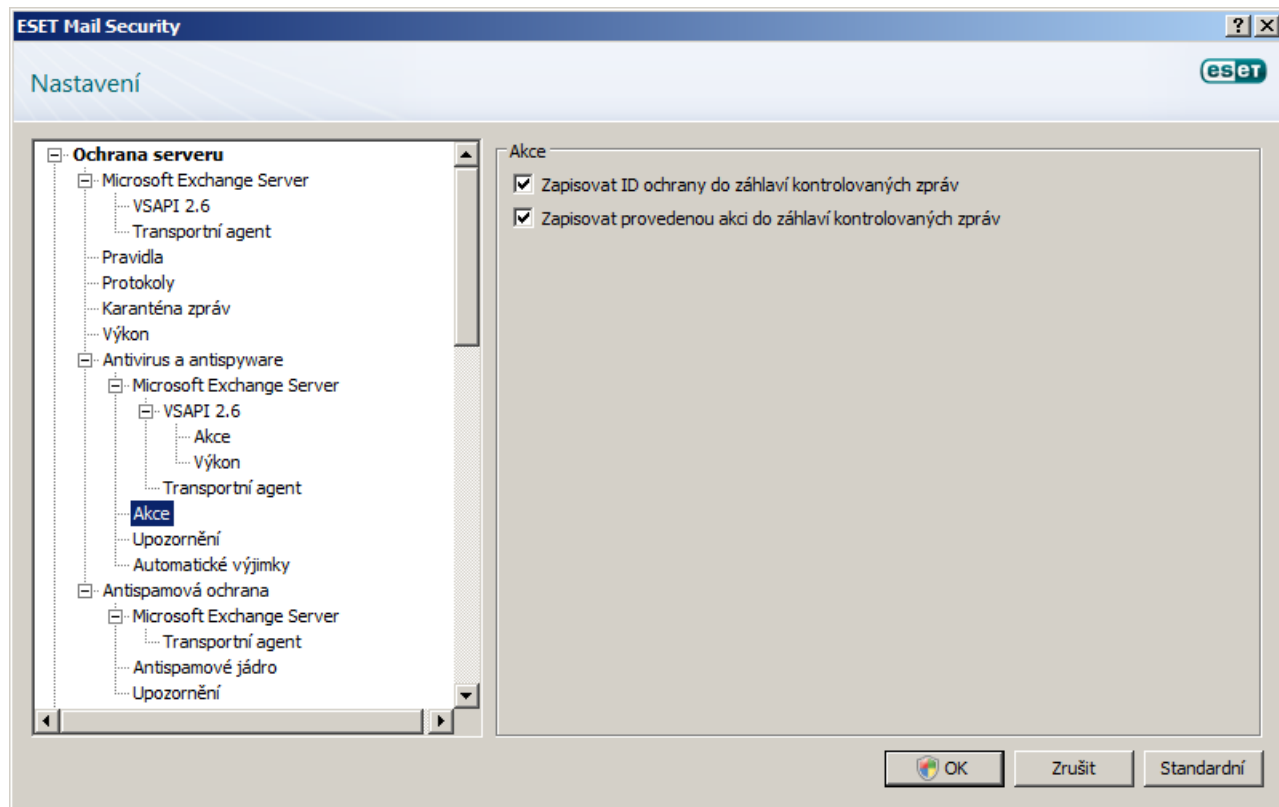 ESET Mail Security
Nastavení
eset
Ochrana serveru
Microsoft Exchange Server
VSAPI 2.6
Transportní agent
Pravidla
Protokoly
Karanténa zpráv
Výkon
Antivirus a antispyware
Microsoft Exchange Server
VSAPI 2.6
Akce
Výkon
Transportní agent
Akce
Upozornění
Automatické výjimky
Antispamová ochrana
Microsoft Exchange Server
Transportní agent
Antispamové jádro
Upozornění
Akce
Zapisovat ID ochrany do záhlaví kontrolovaných zpráv
Zapisovat provedenou akci do záhlaví kontrolovaných zpráv
OK
Zrušit
Standardní